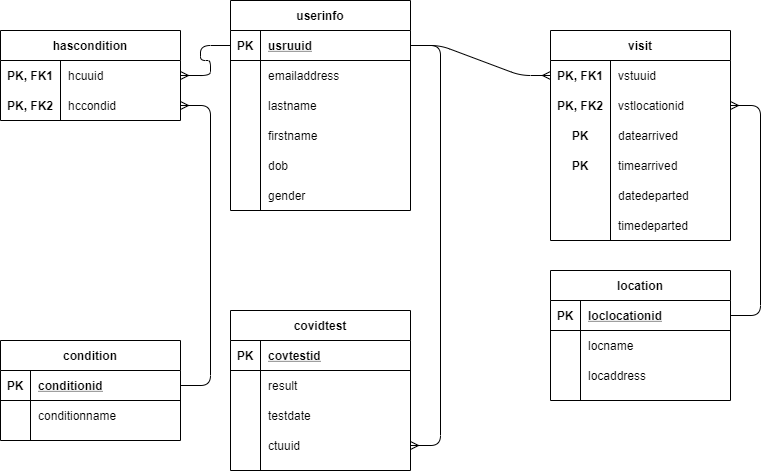 hascondition
PK, FK1 hcuuid
PK, FK2 hccondid
userinfo
PK usruuid
emailaddress
lastname
firstname
dob
gender
visit
PK, FK1 vstuuid
PK, FK2 vstlocationid
PK datearrived
PK timearrived
datedeparted
timedeparted
condition
PK conditionid
conditionname
covidtest
PK covtestid
result
testdate
ctuuid
location
PK loclocationid
locname
locaddress